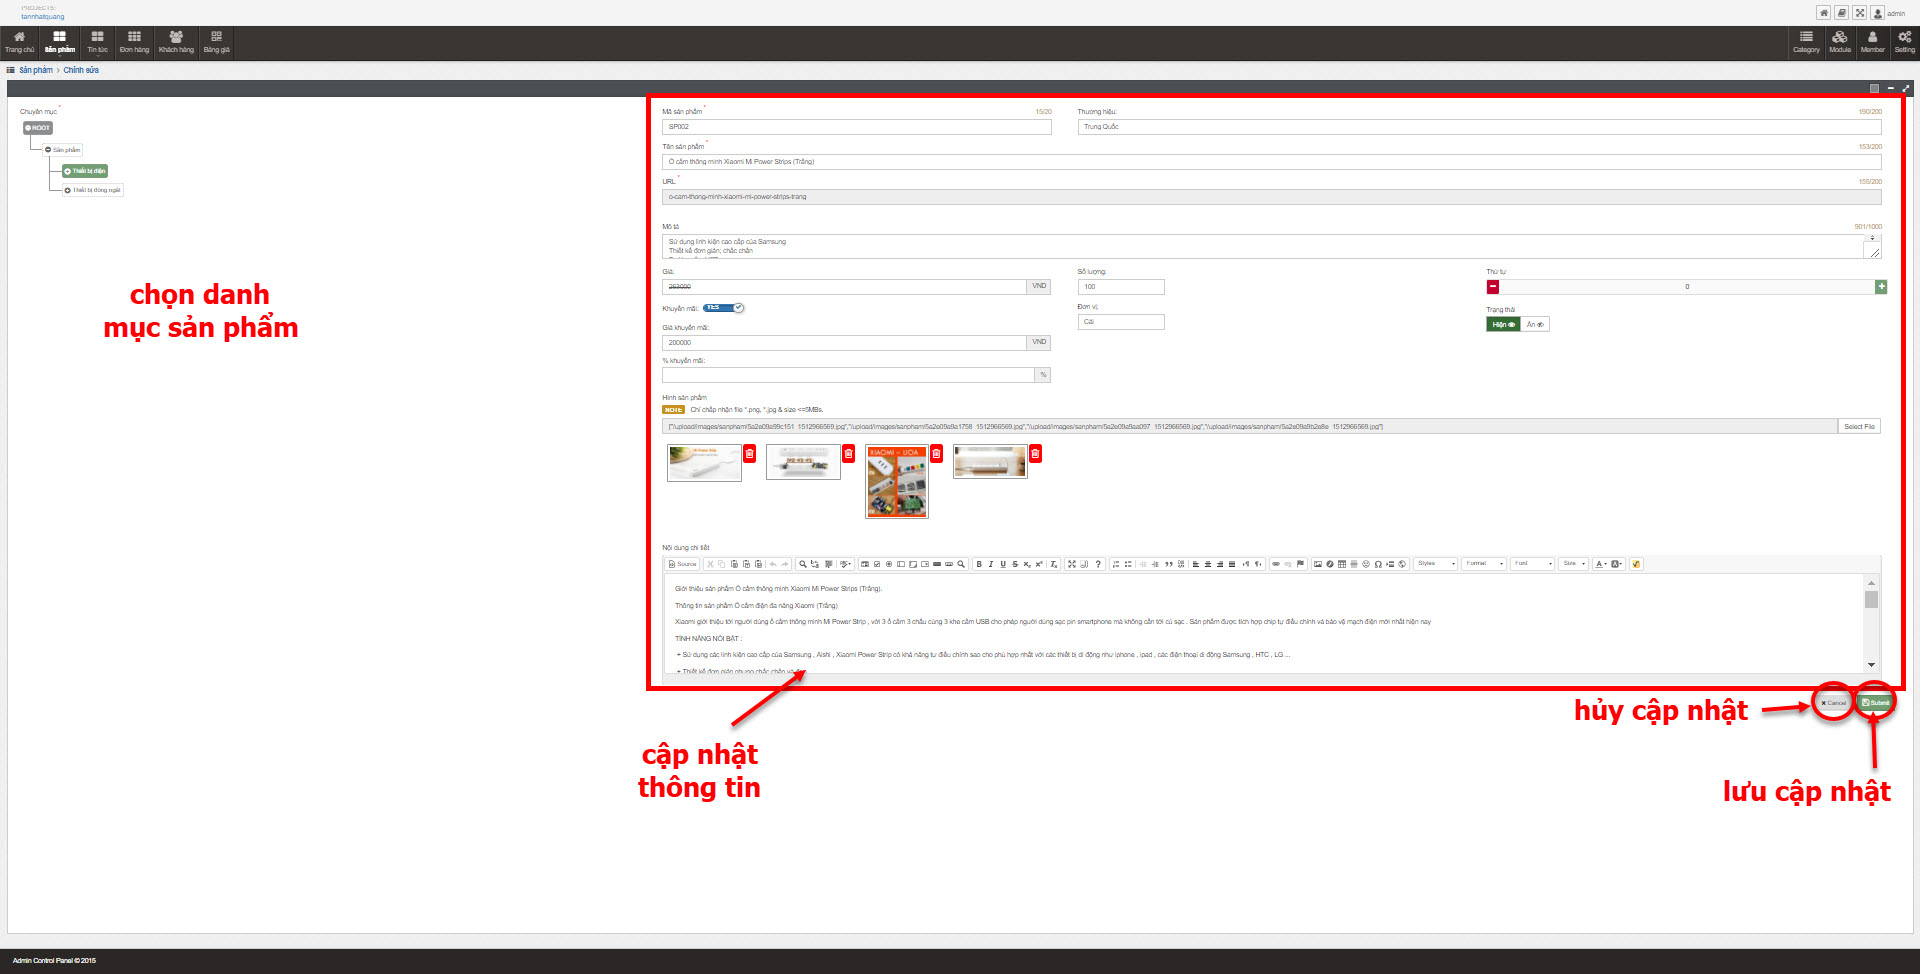 PROJECTS:
tannhatquang
admin
Trang chủ
Sản phẩm
Tin tức
Đơn hàng
Khách hàng
Bảng giá
Category
Module
Member
Setting
Sản phẩm > Chỉnh sửa
Chuyên mục *
ROOT
Sản phẩm
Thiết bị điện
Thiết bị đóng ngắt
chọn danh
mục sản phẩm
Mã sản phẩm * 15/20
SP002
Thương hiệu: 190/200
Trung Quốc
Tên sản phẩm * 153/200
Ổ cắm thông minh Xiaomi Mi Power Strips (Trắng)
URL * 155/200
o-cam-thong-minh-xiaomi-mi-power-strips-trang
Mô tả 901/1000
Sử dụng linh kiện cao cấp của Samsung
Thiết kế đơn giản; chắc chắn
Giá:
263000 VND
Khuyến mãi: YES
Giá khuyến mãi:
200000 VND
% khuyến mãi:
%
Số lượng:
100
Đơn vị:
Cái
Thứ tự
0
Trạng thái
Hiện Ẩn
Hình sản phẩm
NOTE Chỉ chấp nhận file *.png, *.jpg & size <=5MBs.
["/upload/images/sanpham/5a2e09a99c151_1512966569.jpg","/upload/images/sanpham/5a2e09a9a1758_1512966569.jpg","/upload/images/sanpham/5a2e09a9aa097_1512966569.jpg","/upload/images/sanpham/5a2e09a9b2e8e_1512966569.jpg"]
Select File
XIAOMI - UOA
Nội dung chi tiết
Source
Styles Format Font Size
Giới thiệu sản phẩm Ổ cắm thông minh Xiaomi Mi Power Strips (Trắng).
Thông tin sản phẩm Ổ cắm điện đa năng Xiaomi (Trắng)
Xiaomi giới thiệu tới người dùng ổ cắm thông minh Mi Power Strip , với 3 ổ cắm 3 chấu cùng 3 khe cắm USB cho phép người dùng sạc pin smartphone mà không cần tới củ sạc . Sản phẩm được tích hợp chip tự điều chỉnh và bảo vệ mạch điện mới nhất hiện nay
TÍNH NĂNG NỔI BẬT :
+ Sử dụng các linh kiện cao cấp của Samsung , Aishi , Xiaomi Power Strip có khả năng tự điều chỉnh sao cho phù hợp nhất với các thiết bị di động như iphone , ipad , các điện thoại di động Samsung , HTC , LG ...
+ Thiết kế đơn giản nhưng chắc chắn và
Cancel
Submit
hủy cập nhật
cập nhật
thông tin
lưu cập nhật
Admin Control Panel © 2015